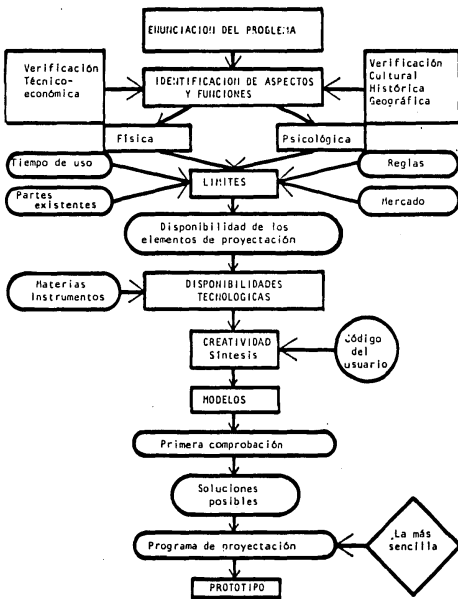 ENUNCIACION DEL PROBLEMA
Verificación
Técnico-
económica
IDENTIFICACION DE ASPECTOS
Y FUNCIONES
Verificación
Cultural
Histórica
Geográfica
Física
Psicológica
Tiempo de uso
Reglas
LIMITES
Partes
existentes
Mercado
Disponibilidad de los
elementos de proyectación
Materias
Instrumentos
DISPONIBILIDADES
TECNOLOGICAS
CREATIVIDAD
Síntesis
Código
del
usuario
MODELOS
Primera comprobación
Soluciones
posibles
Programa de proyectación
La más
sencilla
PROTOTIPO